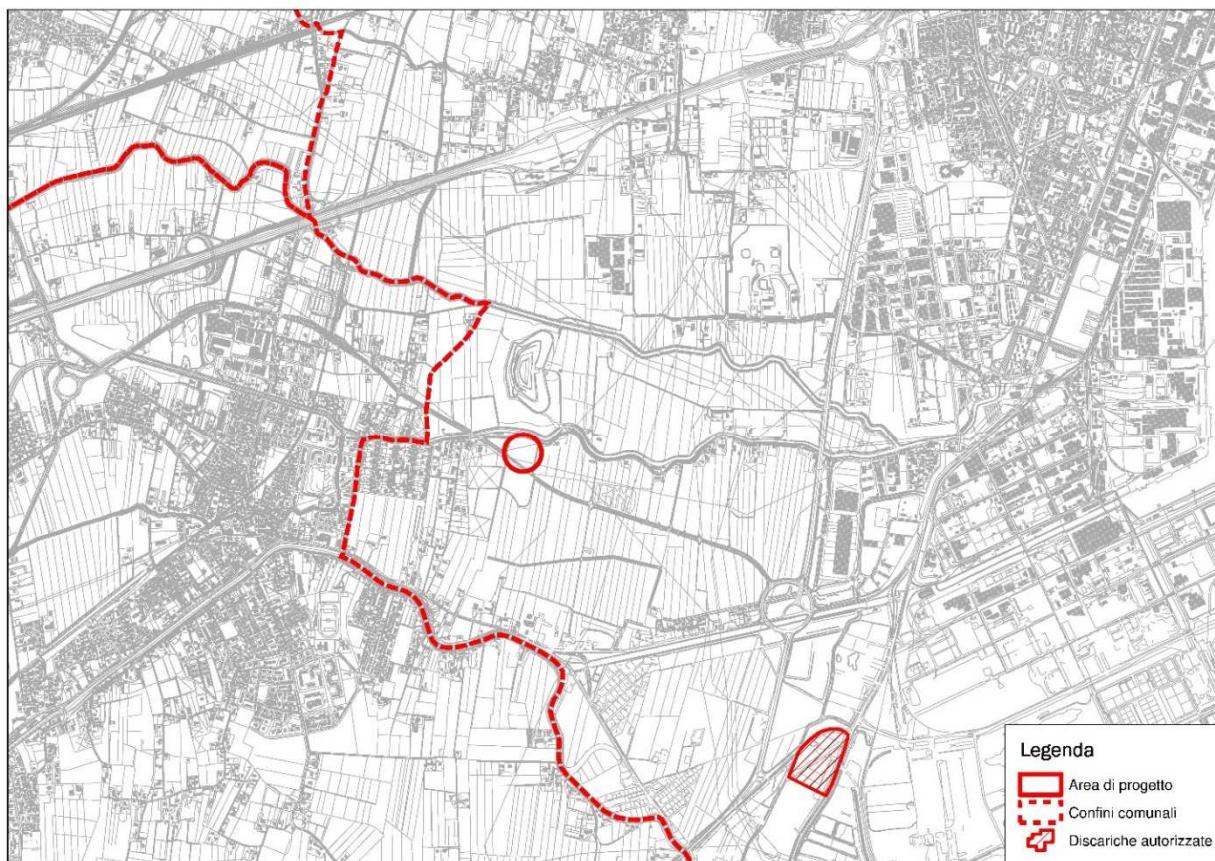 Legenda
Area di progetto
Confini comunali
Discariche autorizzate